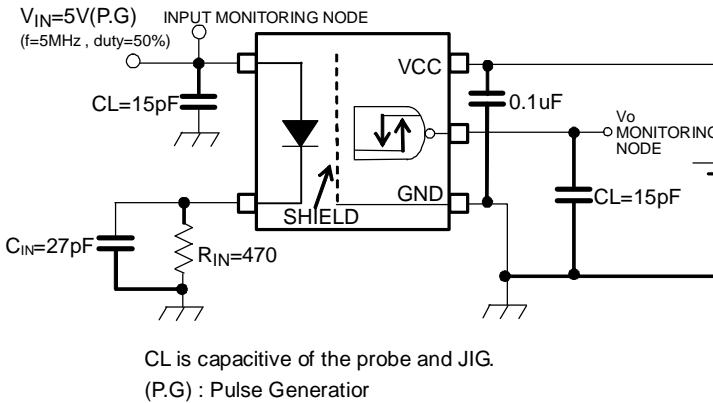 V_IN=5V(P.G)
(f=5MHz , duty=50%)
INPUT MONITORING NODE
CL=15pF
VCC
0.1uF
Vo
MONITORING
NODE
GND
SHIELD
CL=15pF
C_IN=27pF
R_IN=470
CL is capacitive of the probe and JIG.
(P.G) : Pulse Generatior